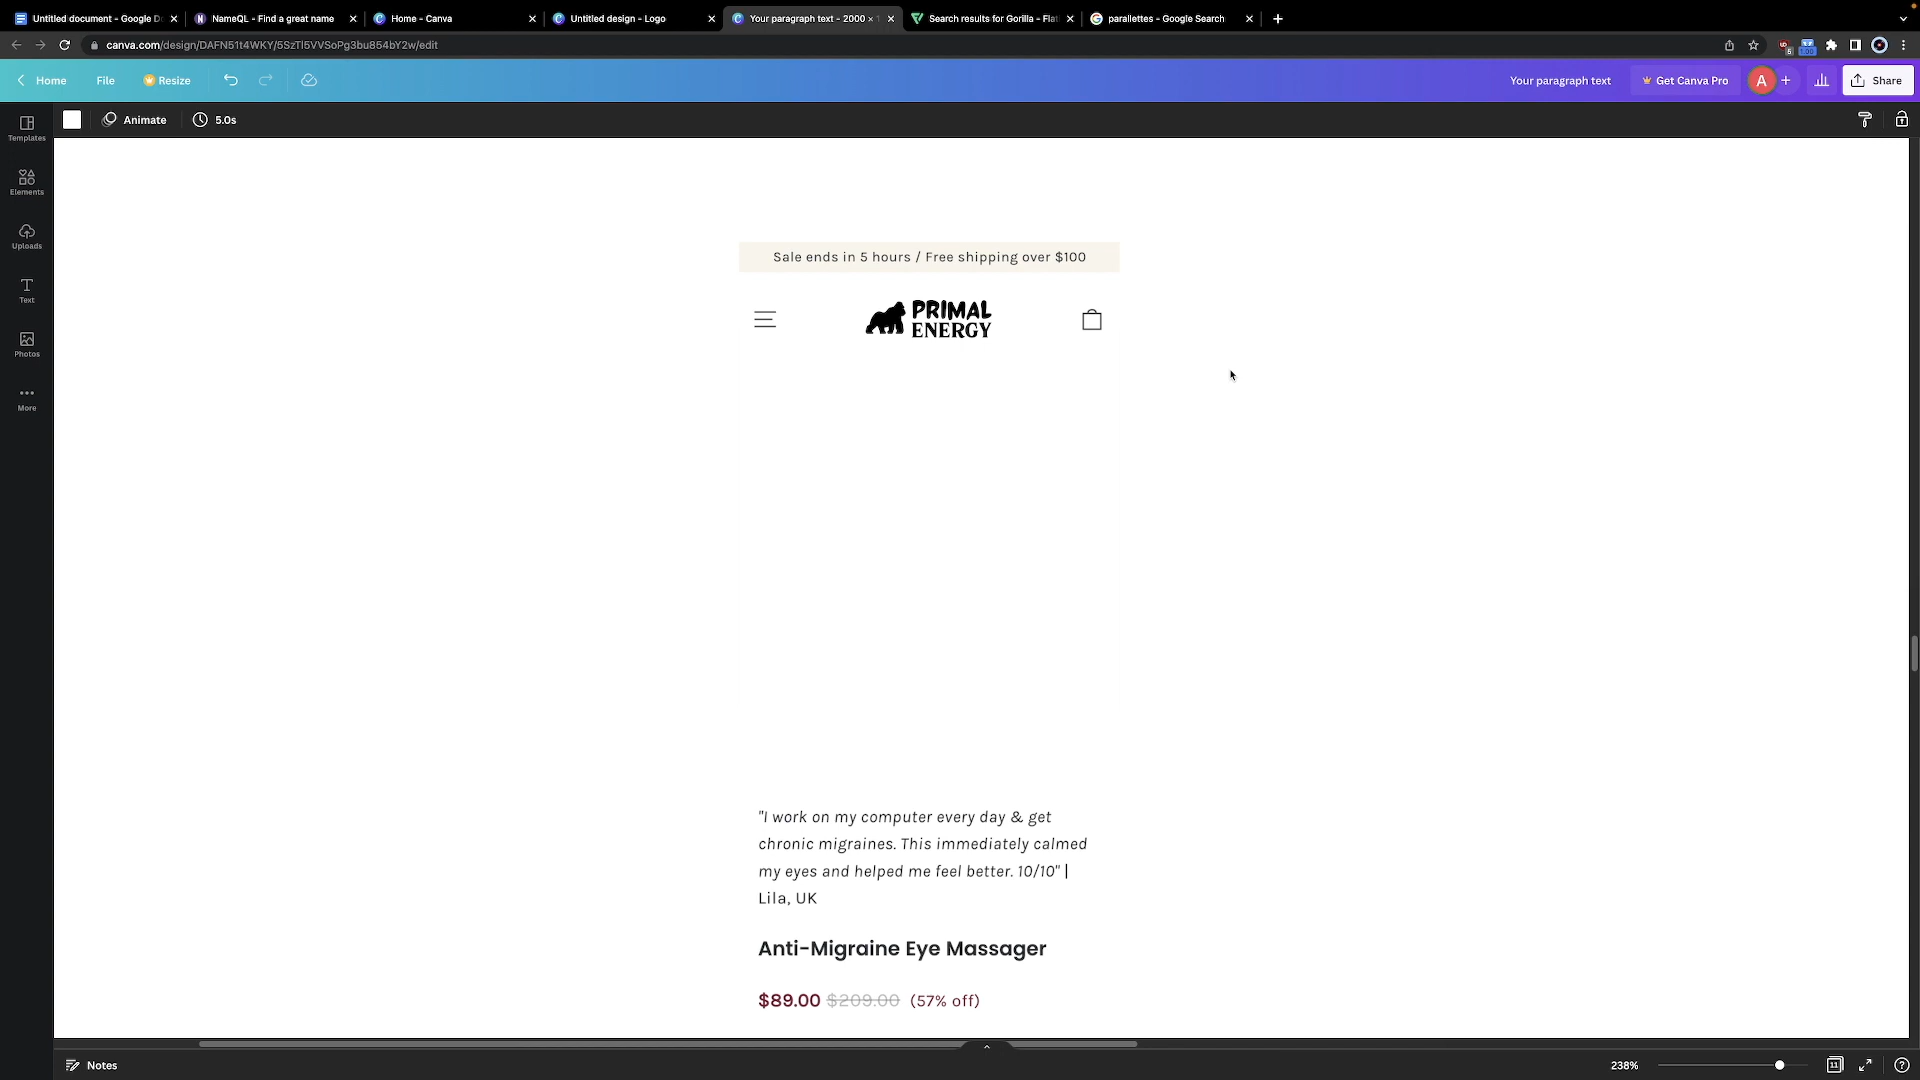 Untitled document - Google D
NameQL - Find a great name
Home - Canva
Untitled design - Logo
Your paragraph text - 2000 ×
Search results for Gorilla - Flat
parallettes - Google Search
canva.com/design/DAFN51t4WKY/5SzTI5VVSoPg3bu854bY2w/edit
Home
File
Resize
Your paragraph text
Get Canva Pro
A
Share
Animate
5.0s
Templates
Elements
Uploads
Text
Photos
More
Sale ends in 5 hours / Free shipping over $100
PRIMAL
ENERGY
"I work on my computer every day & get
chronic migraines. This immediately calmed
my eyes and helped me feel better. 10/10" |
Lila, UK
Anti-Migraine Eye Massager
$89.00 $209.00 (57% off)
Notes
238%
11